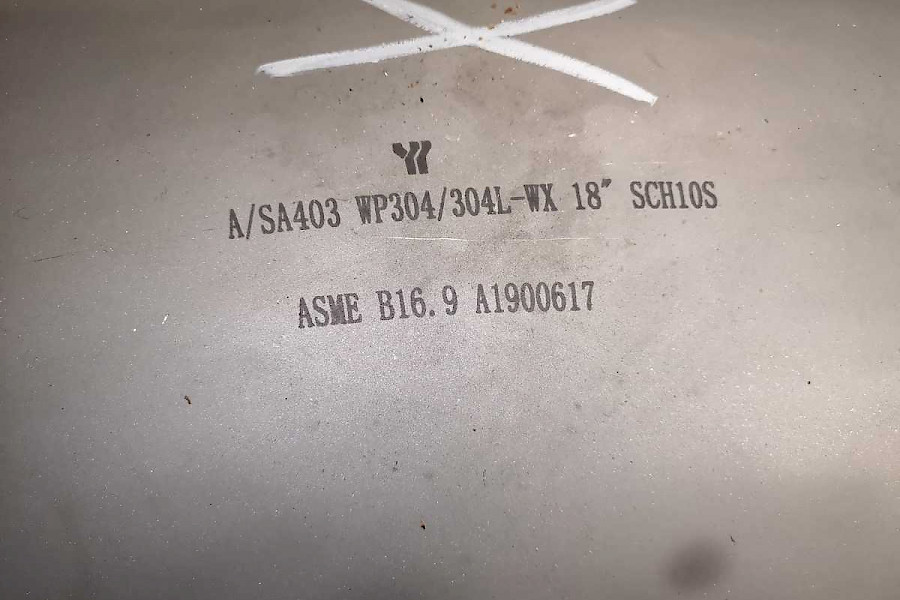 A/SA403 WP304/304L-WX 18" SCH10S
ASME B16.9 A1900617